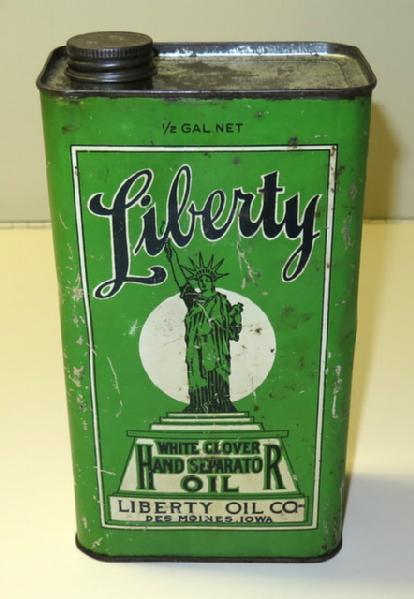 1/2 GAL. NET
Liberty
WHITE CLOVER
HAND SEPARATOR
OIL
LIBERTY OIL CO-
DES MOINES, IOWA